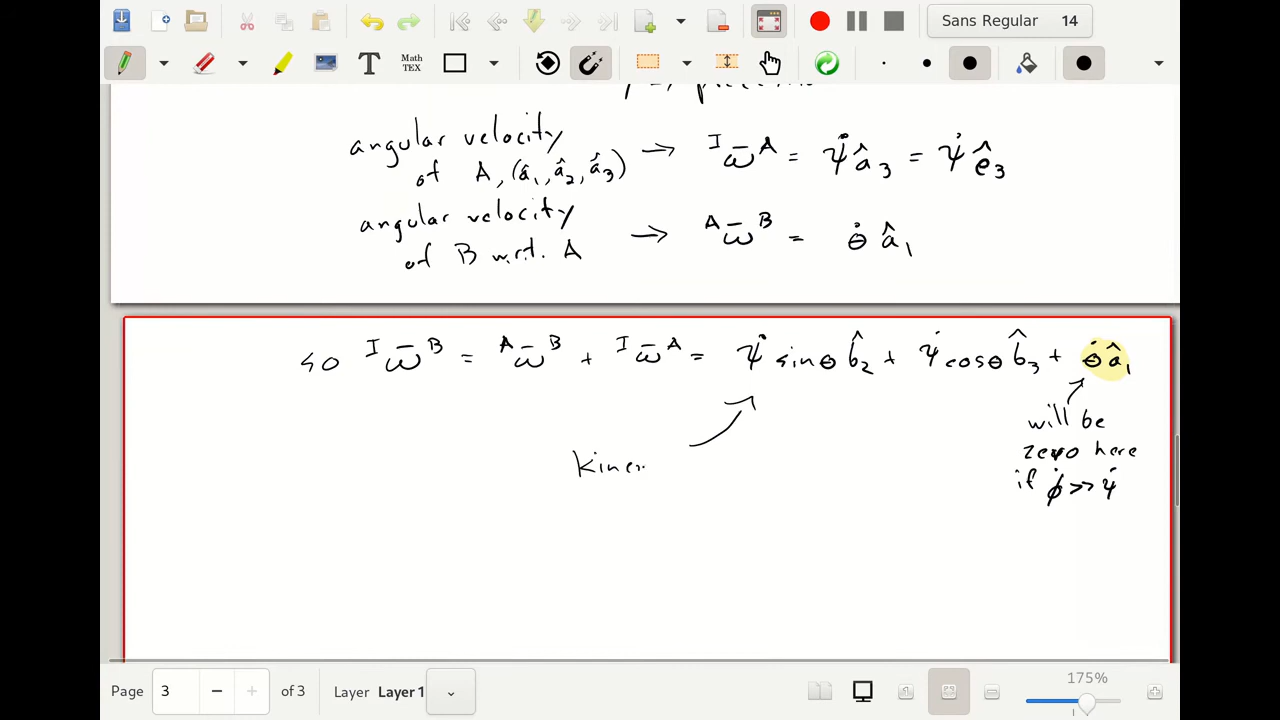 Sans Regular 14
T Math TEX
angular velocity
of A, (â₁, â₂, â₃) → ᴵω̄ᴬ = ψ̇ â₃ = ψ̇ ê₃
angular velocity
of B w.r.t. A → ᴬω̄ᴮ = θ̇ â₁
so ᴵω̄ᴮ = ᴬω̄ᴮ + ᴵω̄ᴬ = ψ̇ sinθ b̂₂ + ψ̇ cosθ b̂₃ + θ̇ â₁
will be
zero here
if φ̇ >> ψ̇
Kine
Page 3 of 3 Layer Layer 1 175%